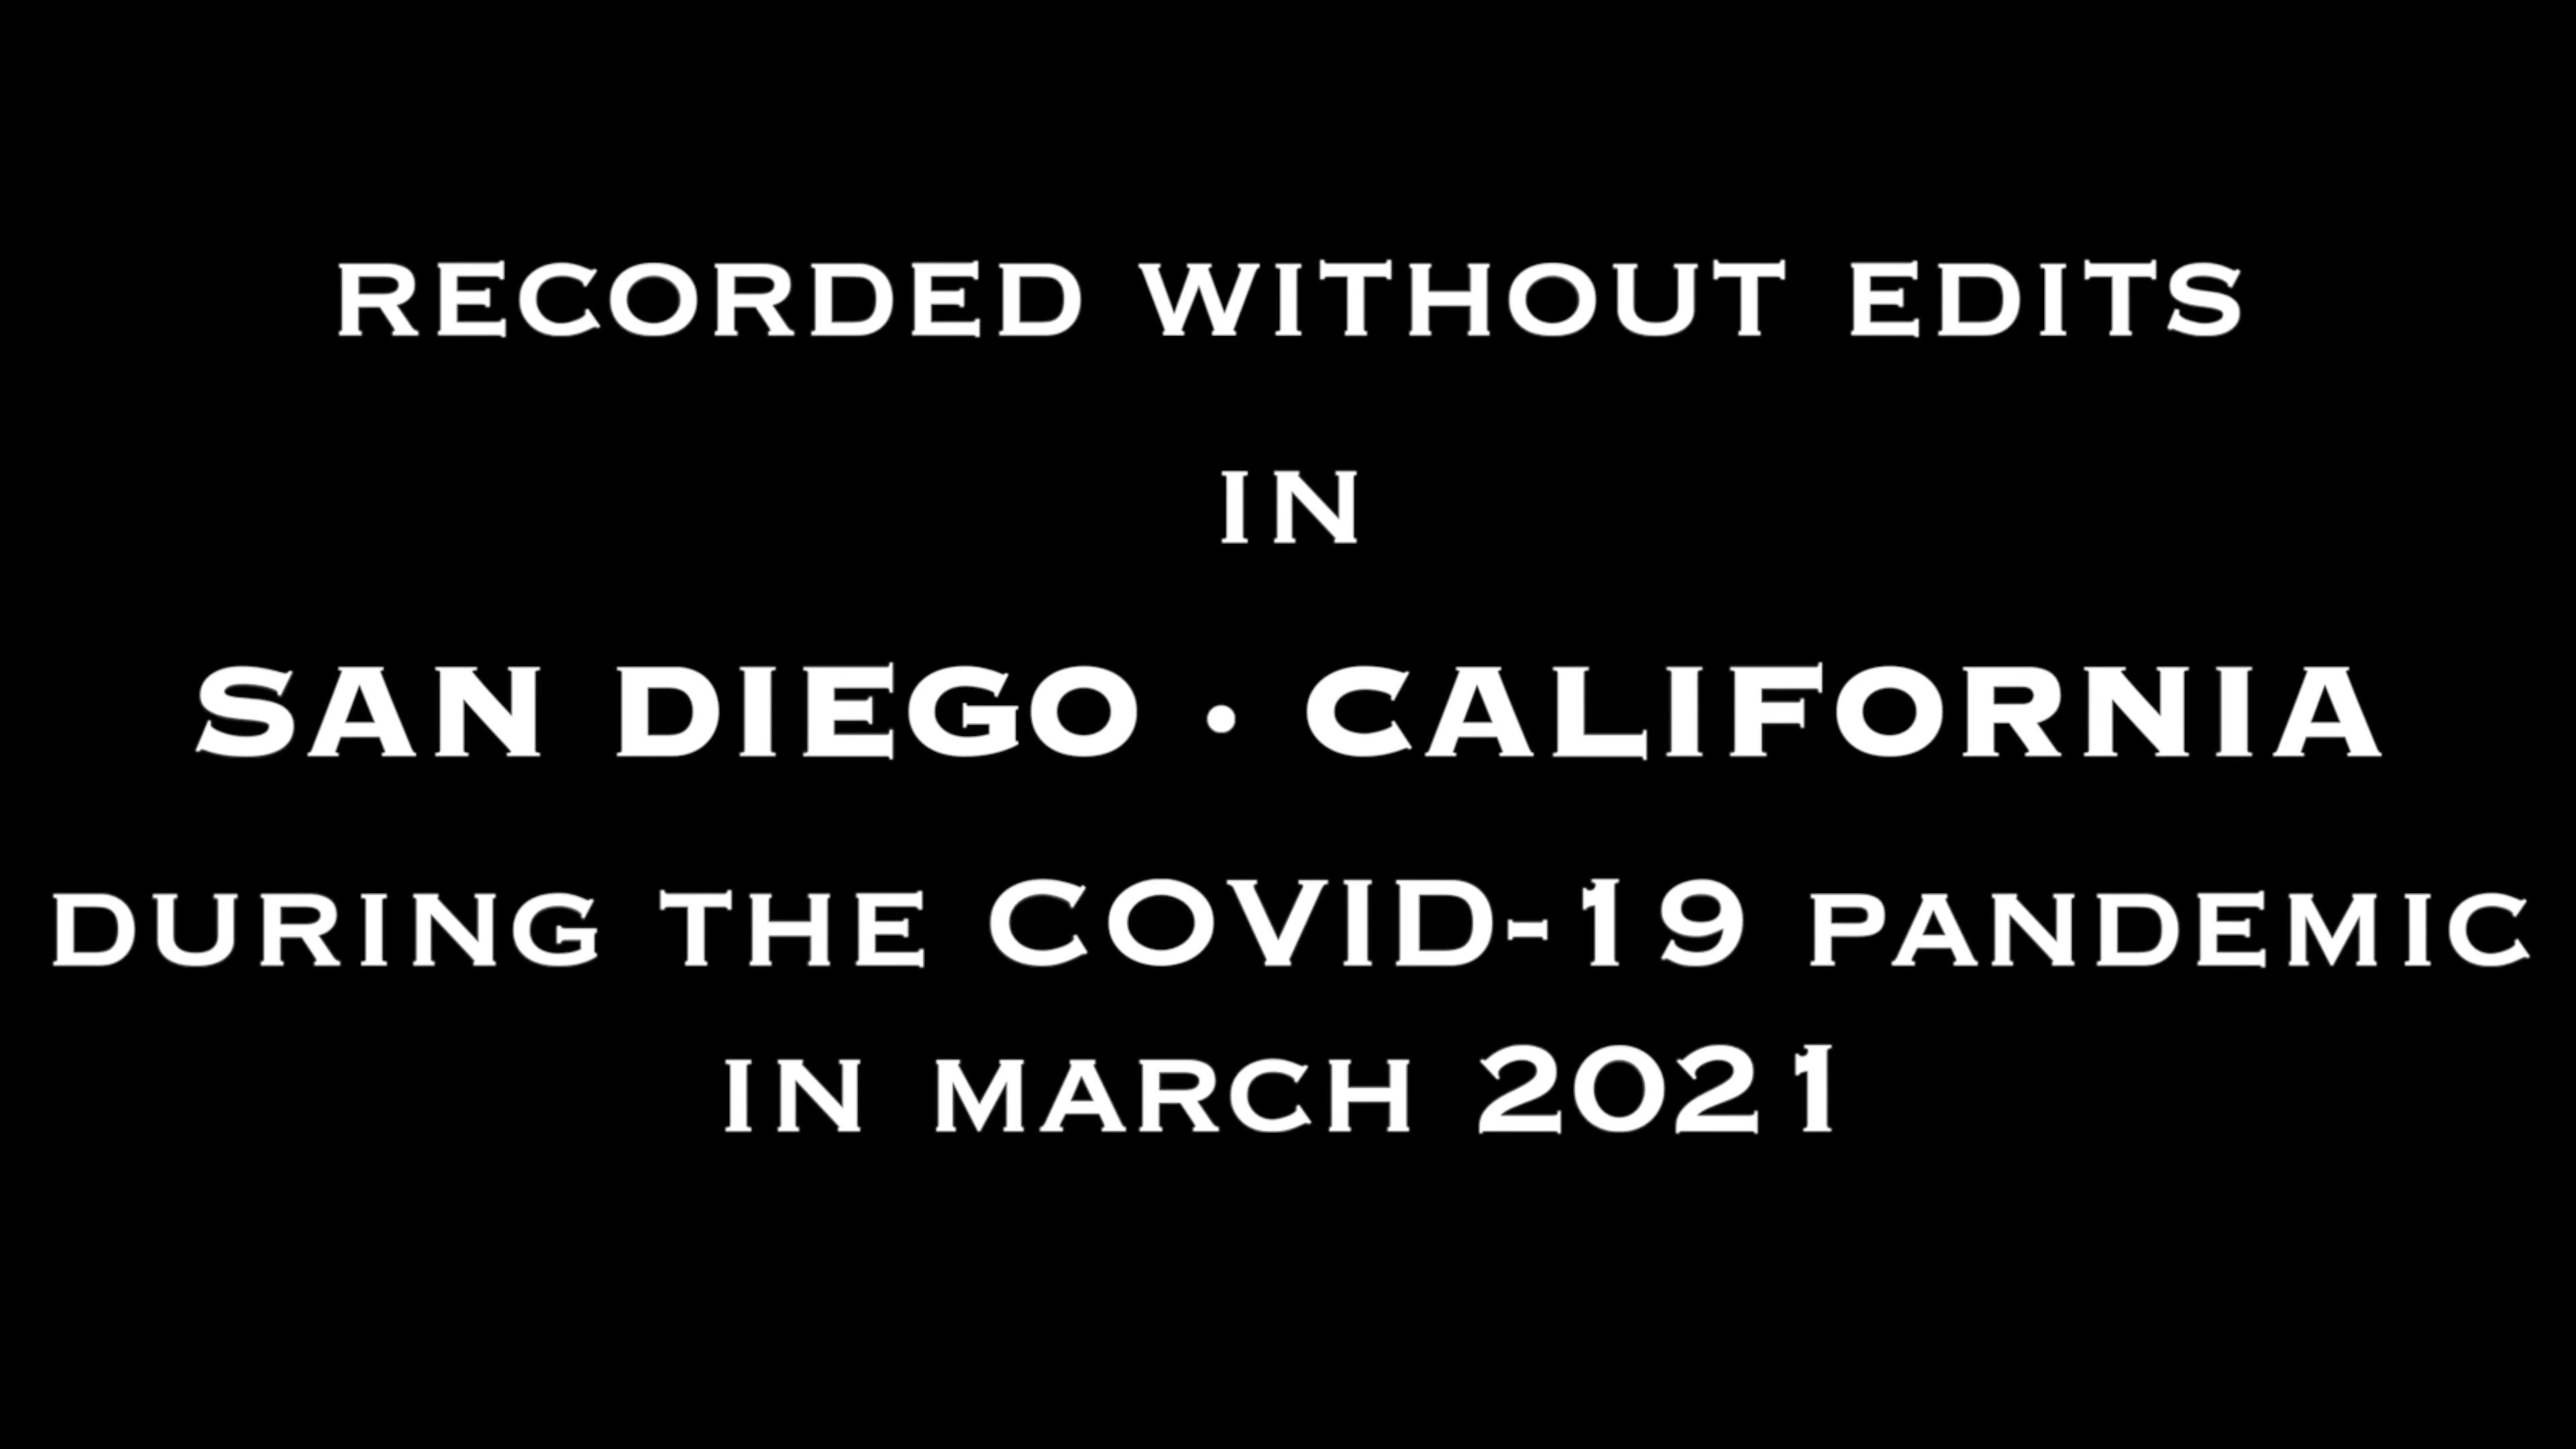 RECORDED WITHOUT EDITS
IN
SAN DIEGO · CALIFORNIA
DURING THE COVID-19 PANDEMIC
IN MARCH 2021